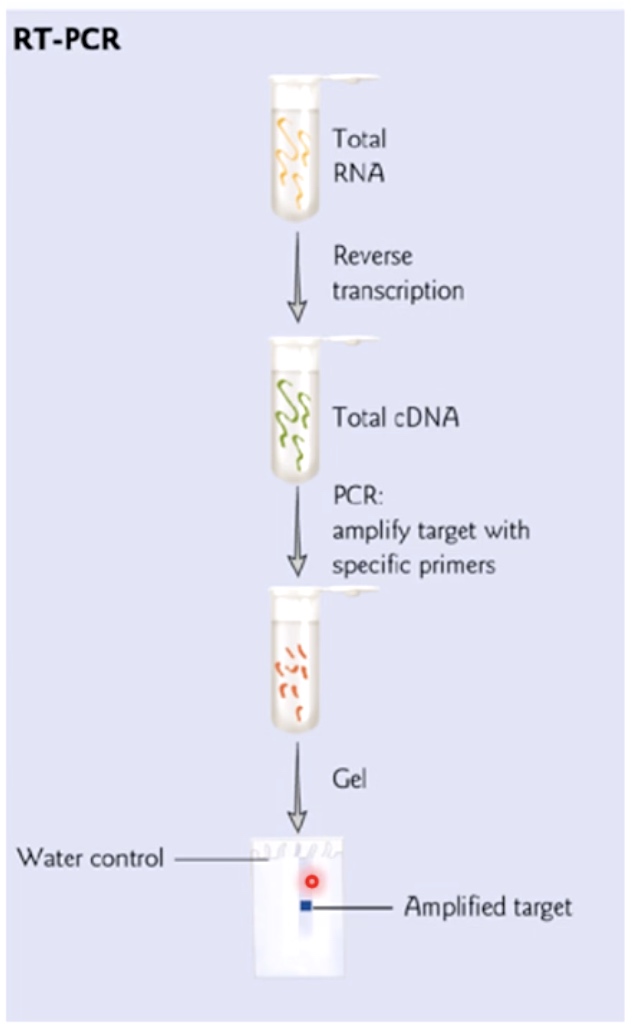 RT-PCR
Total
RNA
Reverse
transcription
Total cDNA
PCR:
amplify target with
specific primers
Gel
Water control
Amplified target